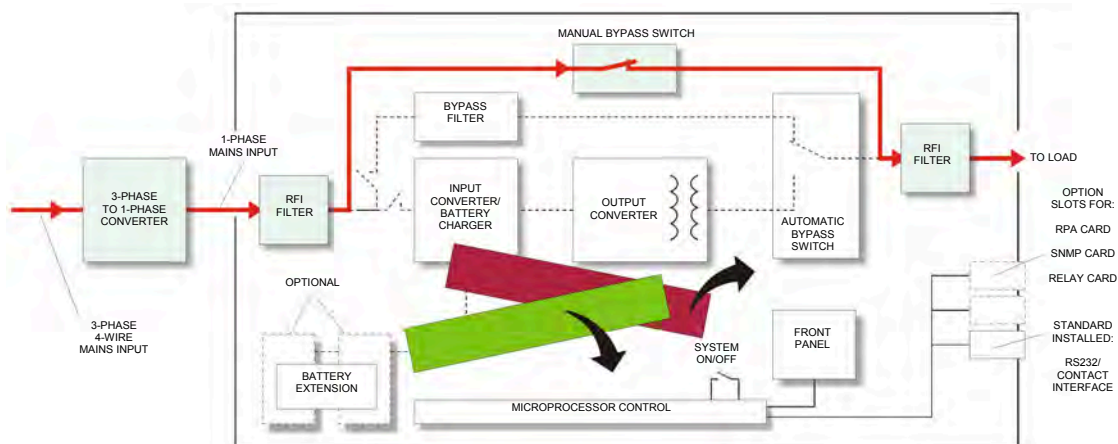 MANUAL BYPASS SWITCH
BYPASS
FILTER
1-PHASE
MAINS INPUT
3-PHASE
TO 1-PHASE
CONVERTER
RFI
FILTER
INPUT
CONVERTER/
BATTERY
CHARGER
OUTPUT
CONVERTER
AUTOMATIC
BYPASS
SWITCH
RFI
FILTER
TO LOAD
OPTION
SLOTS FOR:
RPA CARD
SNMP CARD
RELAY CARD
OPTIONAL
3-PHASE
4-WIRE
MAINS INPUT
BATTERY
EXTENSION
SYSTEM
ON/OFF
FRONT
PANEL
STANDARD
INSTALLED:
RS232/
CONTACT
INTERFACE
MICROPROCESSOR CONTROL